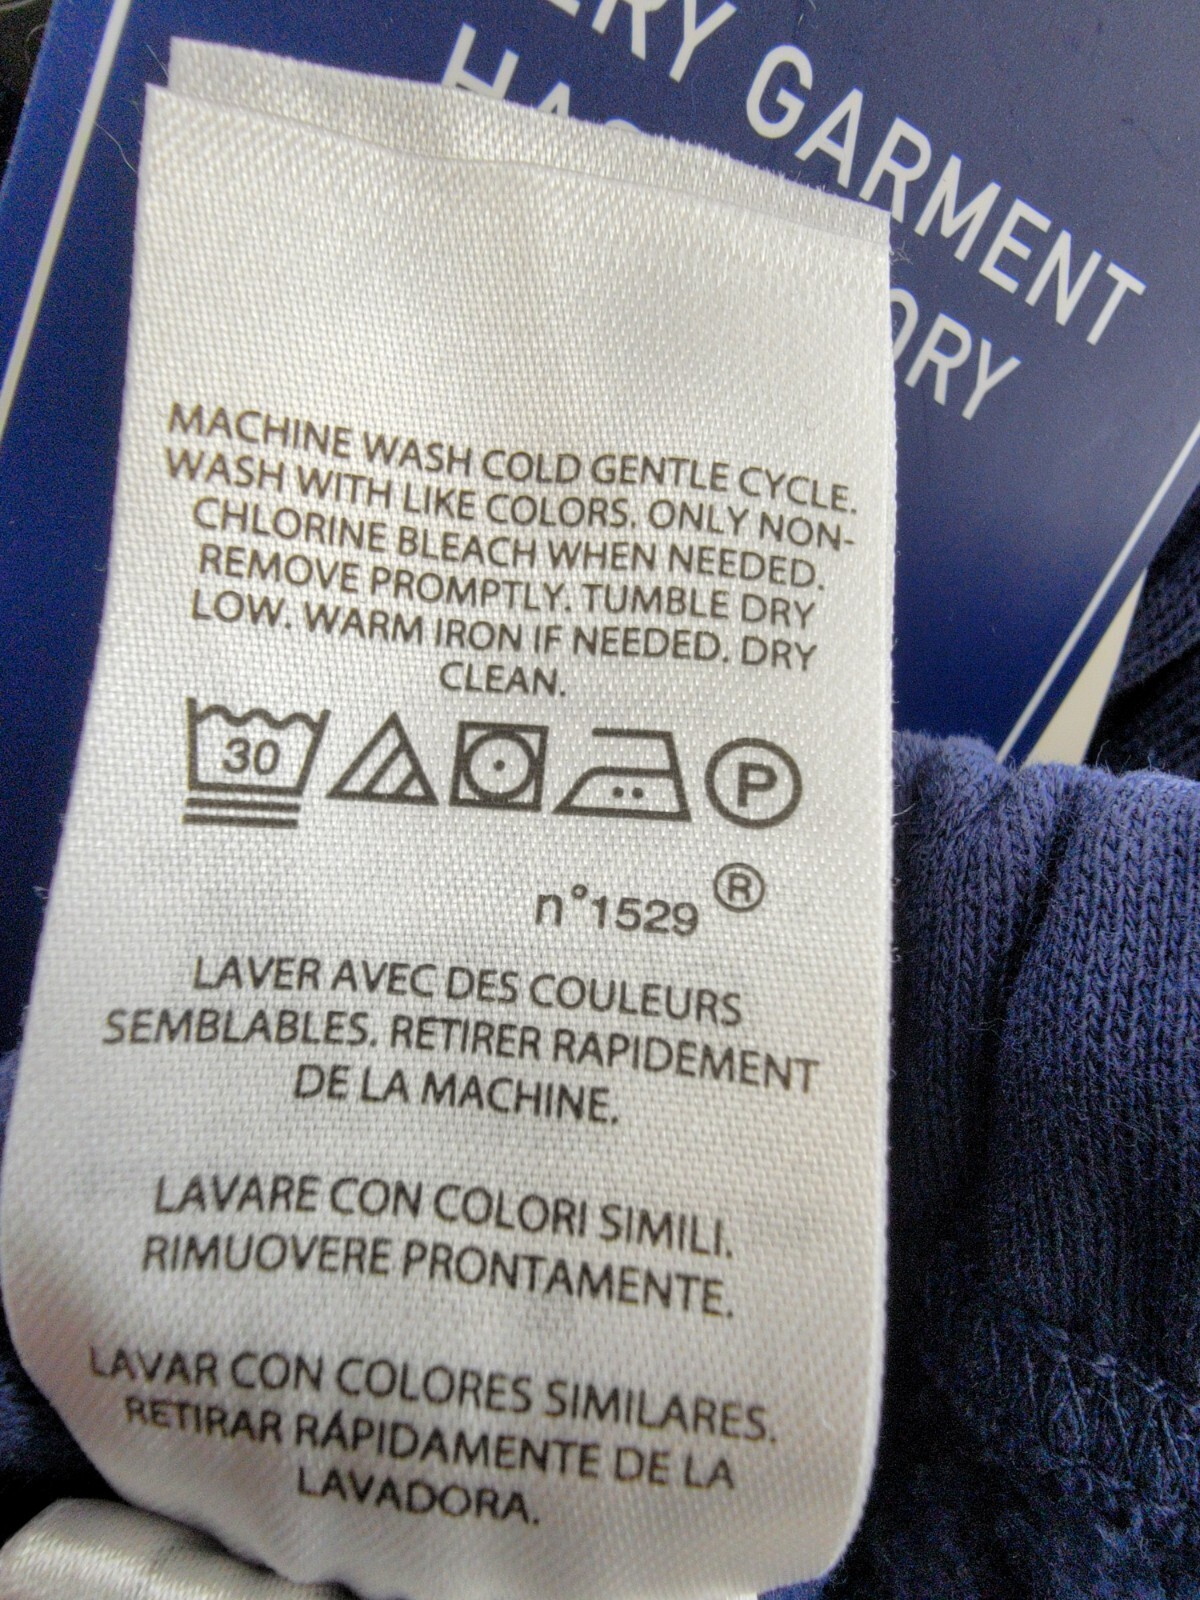 ERY GARMENT
HA
ORY
MACHINE WASH COLD GENTLE CYCLE.
WASH WITH LIKE COLORS. ONLY NON-
CHLORINE BLEACH WHEN NEEDED.
REMOVE PROMPTLY. TUMBLE DRY
LOW. WARM IRON IF NEEDED. DRY
CLEAN.
30 P
n°1529 ®
LAVER AVEC DES COULEURS
SEMBLABLES. RETIRER RAPIDEMENT
DE LA MACHINE.
LAVARE CON COLORI SIMILI.
RIMUOVERE PRONTAMENTE.
LAVAR CON COLORES SIMILARES.
RETIRAR RÁPIDAMENTE DE LA
LAVADORA.